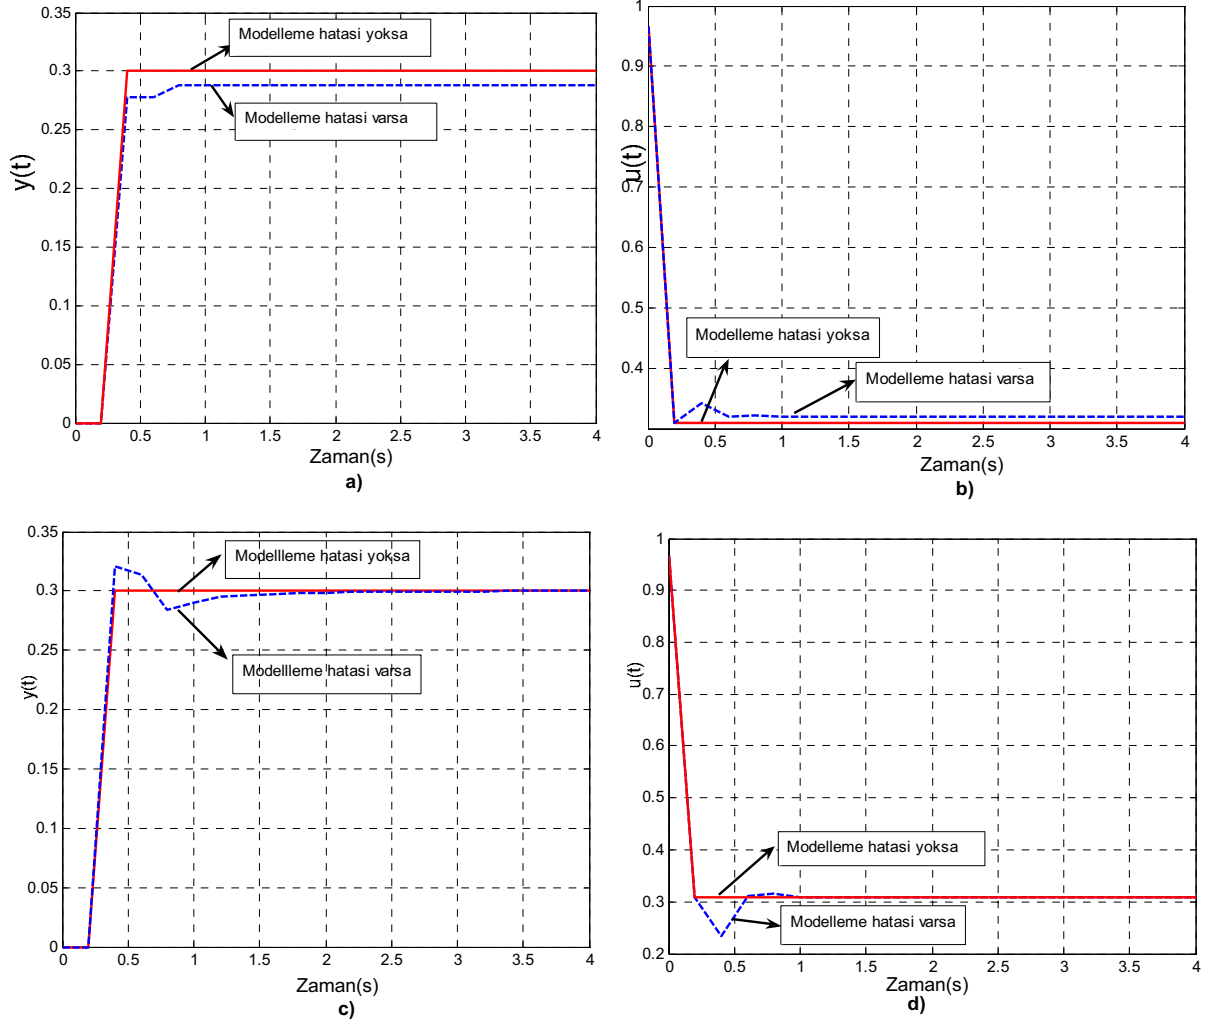 0.35
Modelleme hatasi yoksa
0.3
Modelleme hatasi varsa
0.25
y(t)
0.2
0.15
0.1
0.05
0
0 0.5 1 1.5 2 2.5 3 3.5 4
Zaman(s)
a)
1
0.9
0.8
u(t)
0.7
0.6
0.5
Modelleme hatasi yoksa
0.4
Modelleme hatasi varsa
0 0.5 1 1.5 2 2.5 3 3.5 4
Zaman(s)
b)
0.35
Modellleme hatasi yoksa
0.3
0.25
Modellleme hatasi varsa
y(t)
0.2
0.15
0.1
0.05
0
0 0.5 1 1.5 2 2.5 3 3.5 4
Zaman(s)
c)
1
0.9
0.8
u(t)
0.7
0.6
0.5
0.4
Modelleme hatasi yoksa
0.3
Modelleme hatasi varsa
0.2
0 0.5 1 1.5 2 2.5 3 3.5 4
Zaman(s)
d)